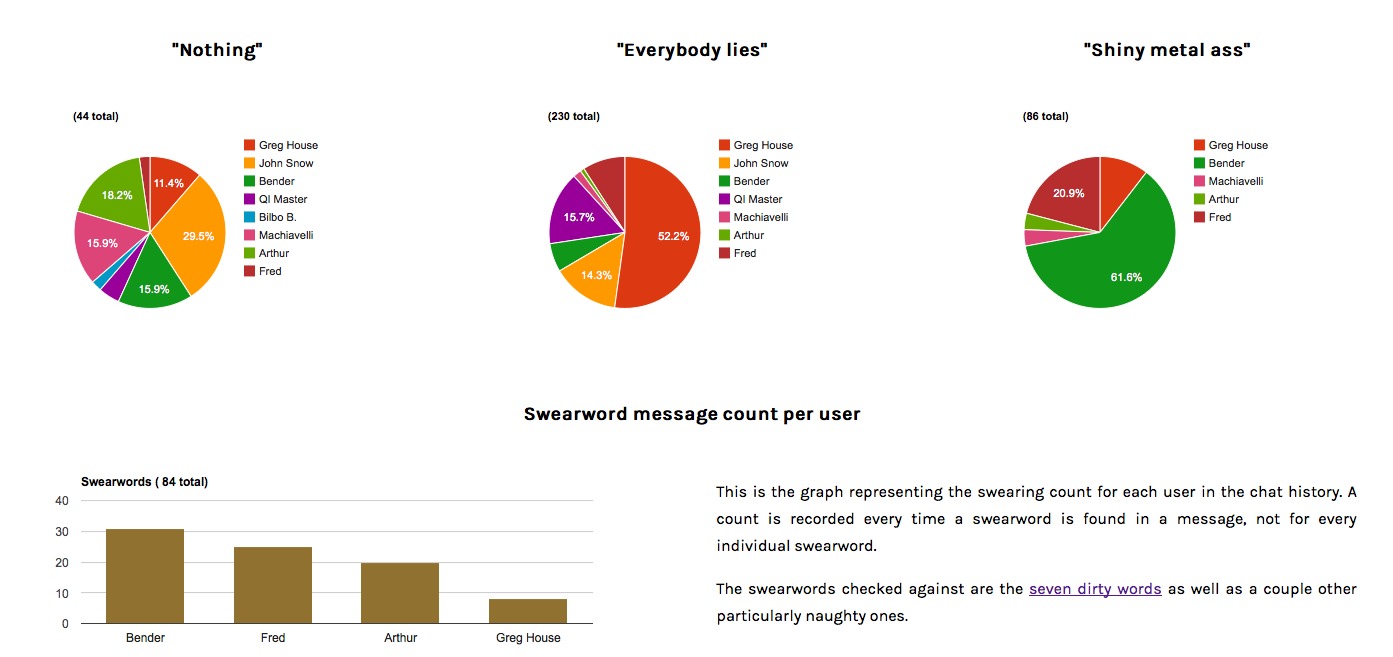 "Nothing"
(44 total)
11.4%
29.5%
15.9%
15.9%
18.2%
Greg House
John Snow
Bender
QI Master
Bilbo B.
Machiavelli
Arthur
Fred
"Everybody lies"
(230 total)
52.2%
14.3%
15.7%
Greg House
John Snow
Bender
QI Master
Machiavelli
Arthur
Fred
"Shiny metal ass"
(86 total)
20.9%
61.6%
Greg House
Bender
Machiavelli
Arthur
Fred
Swearword message count per user
Swearwords ( 84 total)
40
30
20
10
0
Bender
Fred
Arthur
Greg House
This is the graph representing the swearing count for each user in the chat history. A
count is recorded every time a swearword is found in a message, not for every
individual swearword.
The swearwords checked against are the seven dirty words as well as a couple other
particularly naughty ones.